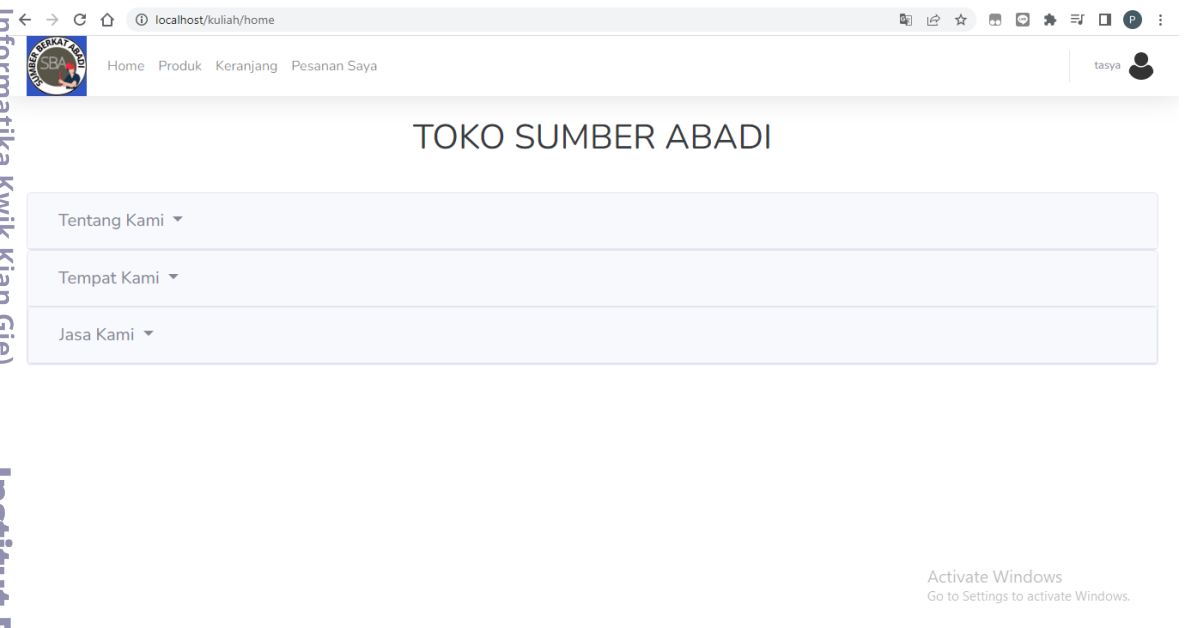 localhost/kuliah/home
P
SUMBER BERKAT ABADI
SBA
Home Produk Keranjang Pesanan Saya
tasya
TOKO SUMBER ABADI
Tentang Kami
Tempat Kami
Jasa Kami
Activate Windows
Go to Settings to activate Windows.
Informatika Kwik Kian Gie)
Institut